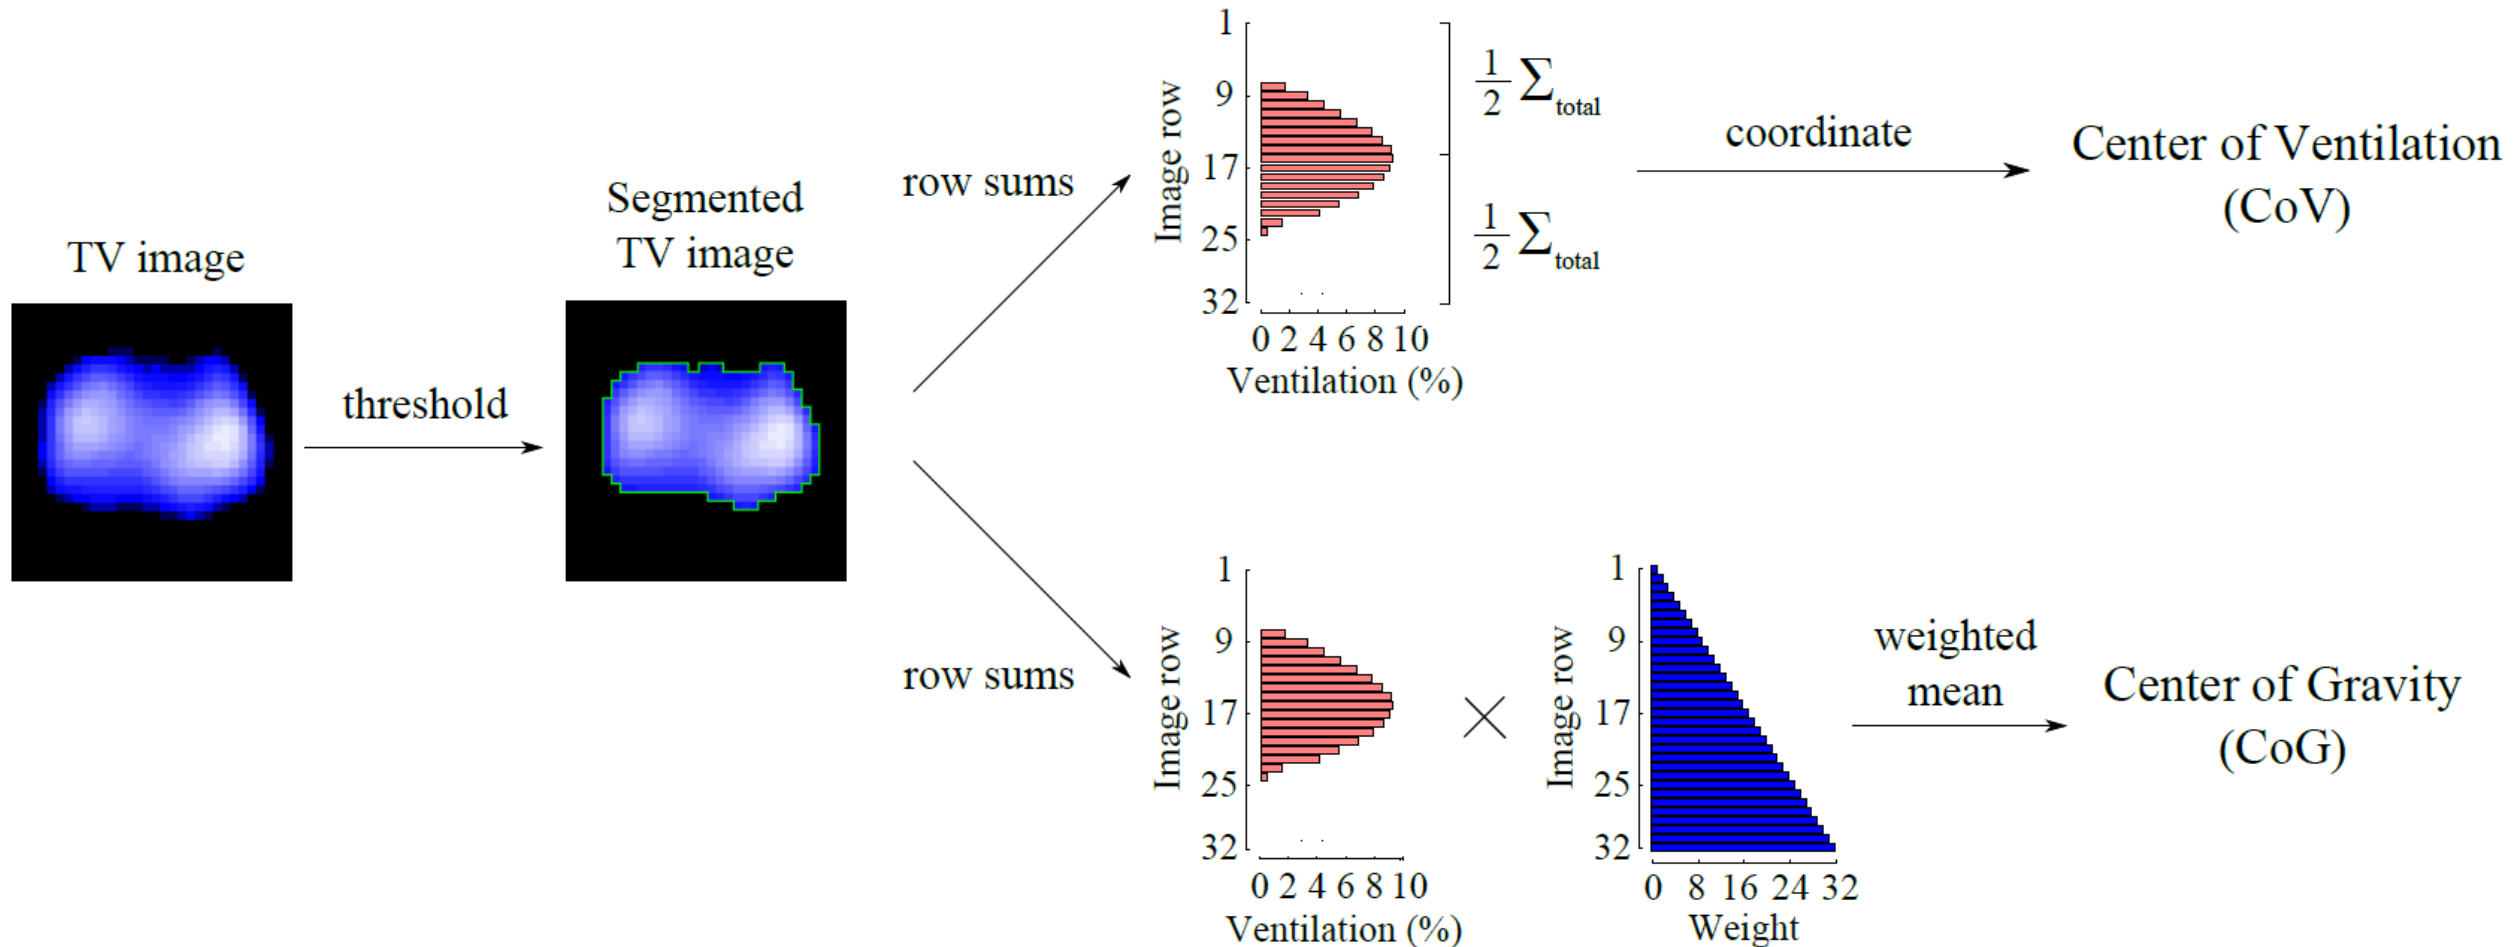 TV image
threshold
Segmented
TV image
row sums
row sums
Image row
1
9
17
25
32
0 2 4 6 8 10
Ventilation (%)
1
2
∑ total
1
2
∑ total
coordinate
Center of Ventilation
(CoV)
Image row
1
9
17
25
32
0 2 4 6 8 10
Ventilation (%)
×
Image row
1
9
17
25
32
0 8 16 24 32
Weight
weighted
mean
Center of Gravity
(CoG)